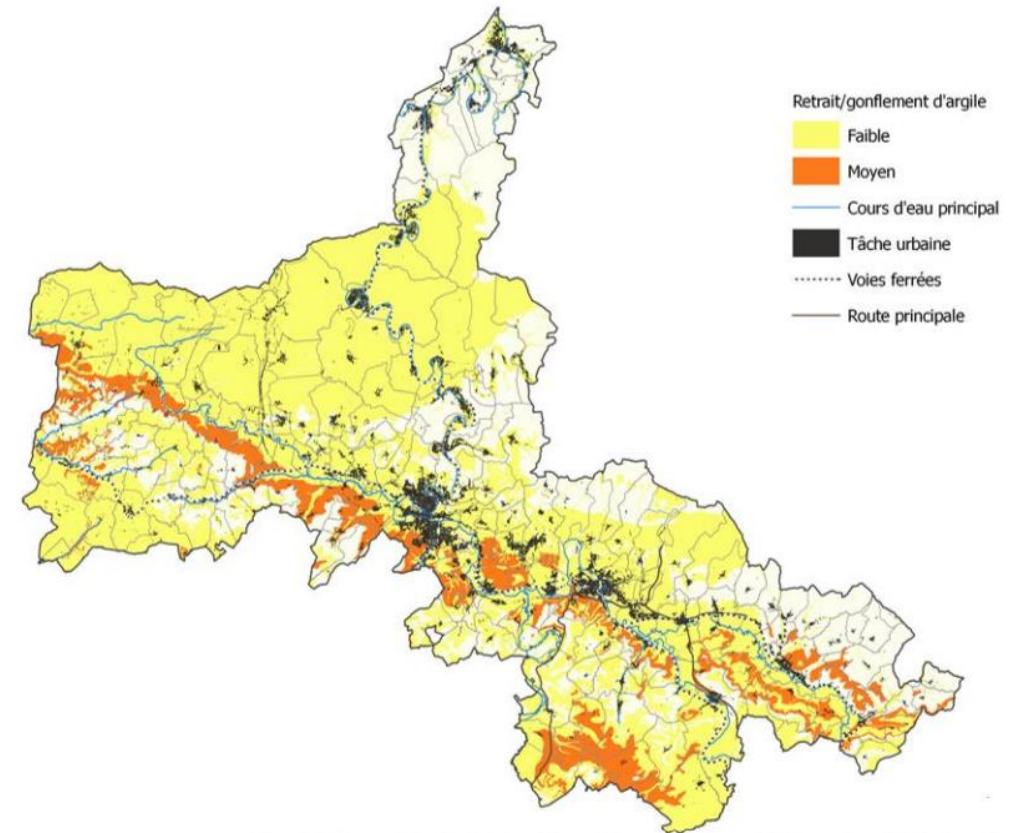 Retrait/gonflement d'argile
Faible
Moyen
Cours d'eau principal
Tâche urbaine
Voies ferrées
Route principale